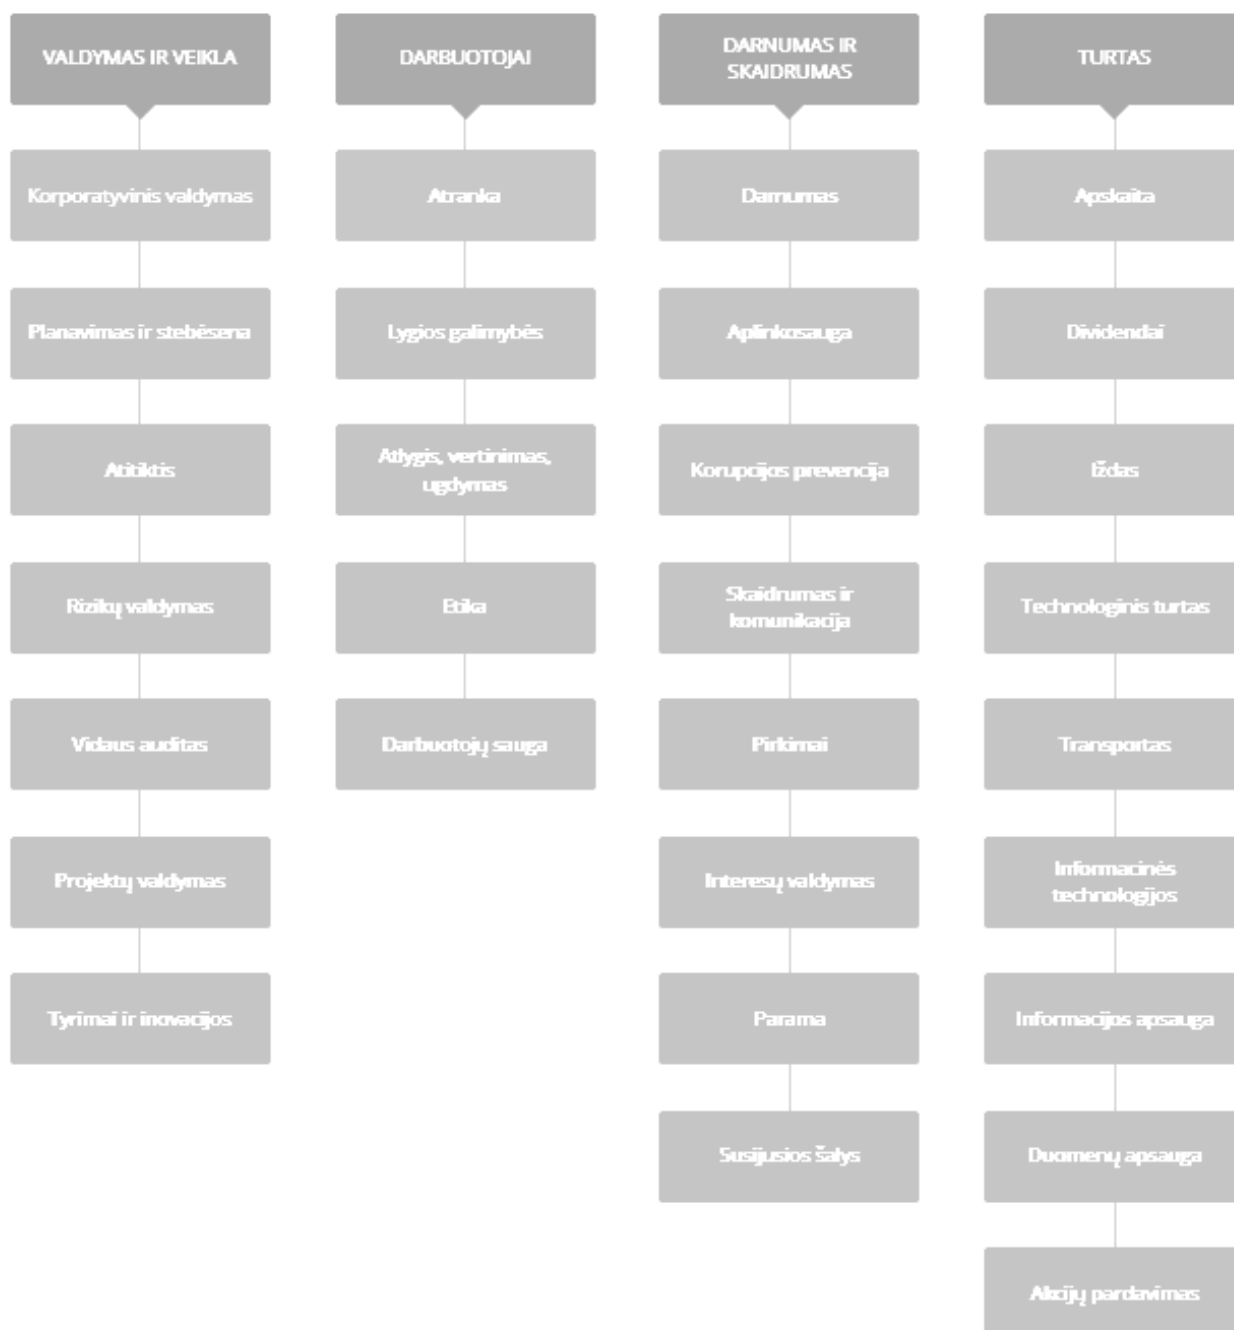 VALDYMAS IR VEIKLA
Korporatyvinis valdymas
Planavimas ir stebėsena
Atitiktis
Rizikų valdymas
Vidaus auditas
Projektų valdymas
Tyrimai ir inovacijos
DARBUOTOJAI
Atranka
Lygios galimybės
Atlygis, vertinimas,
ugdymas
Etika
Darbuotojų sauga
DARNUMAS IR
SKAIDRUMAS
Darnumas
Aplinkosauga
Korupcijos prevencija
Skaidrumas ir
komunikacija
Pirkimai
Interesų valdymas
Parama
Susijusios šalys
TURTAS
Apskaita
Dividendai
Iždas
Technologinis turtas
Transportas
Informacinės
technologijos
Informacijos apsauga
Duomenų apsauga
Akcijų pardavimas